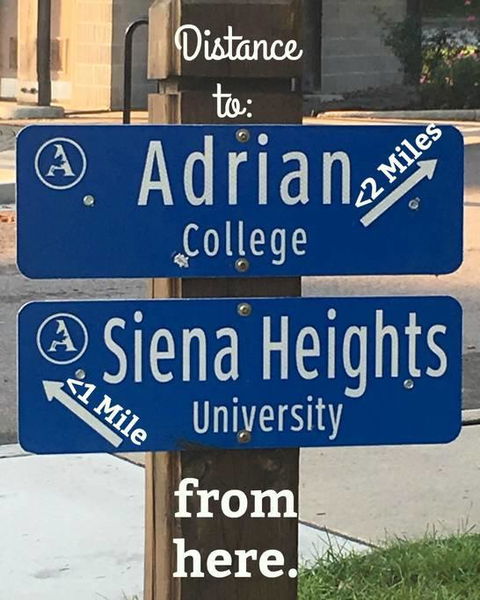 Distance
to:
A
Adrian
<2 Miles
College
A
Siena Heights
<1 Mile
University
from
here.